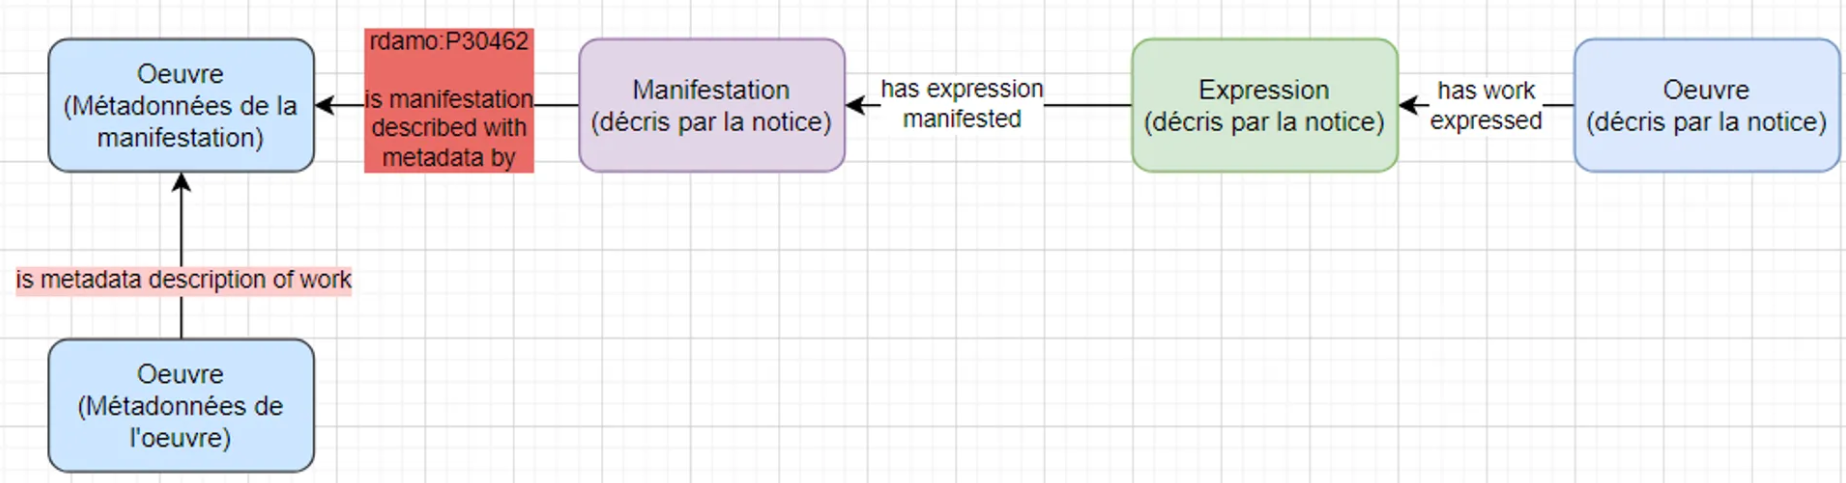 Oeuvre
(Métadonnées de la
manifestation)
rdamo:P30462
is manifestation
described with
metadata by
Manifestation
(décris par la notice)
has expression
manifested
Expression
(décris par la notice)
has work
expressed
Oeuvre
(décris par la notice)
is metadata description of work
Oeuvre
(Métadonnées de
l'oeuvre)